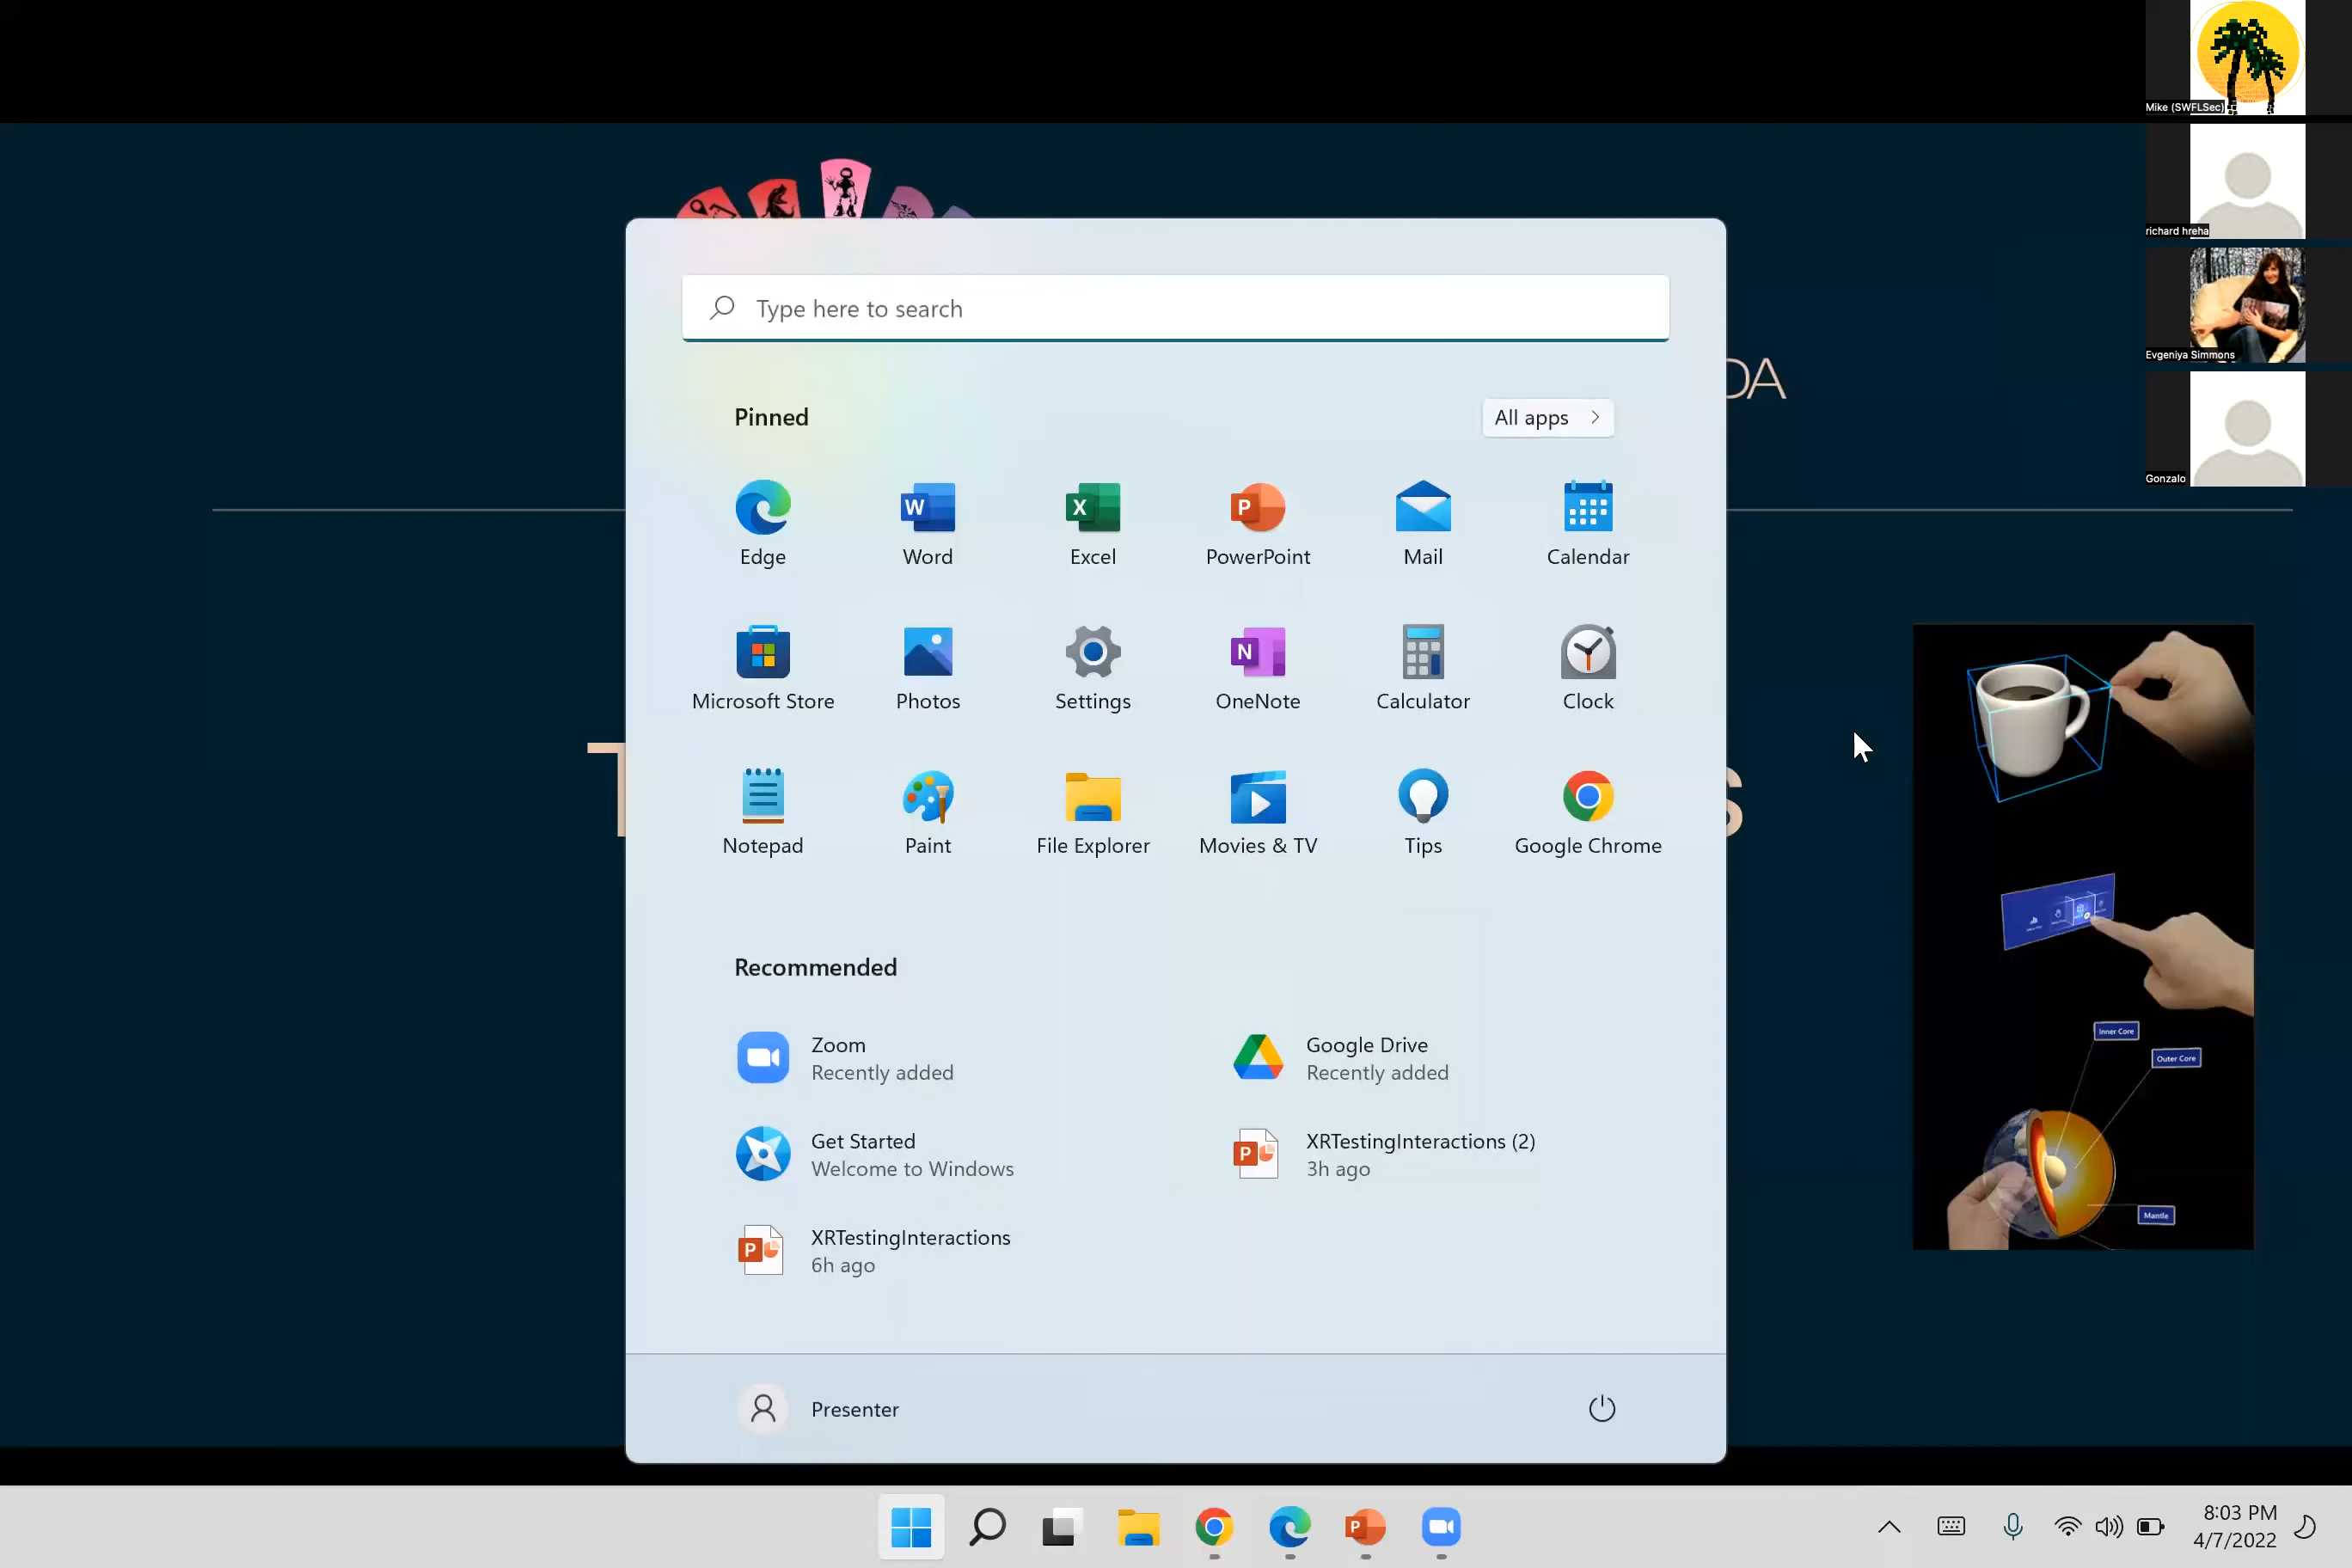 Mike (SWFLSec)
richard hreha
Evgeniya Simmons
Gonzalo
DA
T
S
Type here to search
Pinned
All apps
Edge
Word
Excel
PowerPoint
Mail
Calendar
Microsoft Store
Photos
Settings
OneNote
Calculator
Clock
Notepad
Paint
File Explorer
Movies & TV
Tips
Google Chrome
Recommended
Zoom
Recently added
Google Drive
Recently added
Get Started
Welcome to Windows
XRTestingInteractions (2)
3h ago
XRTestingInteractions
6h ago
Presenter
Inner Core
Outer Core
Mantle
8:03 PM
4/7/2022